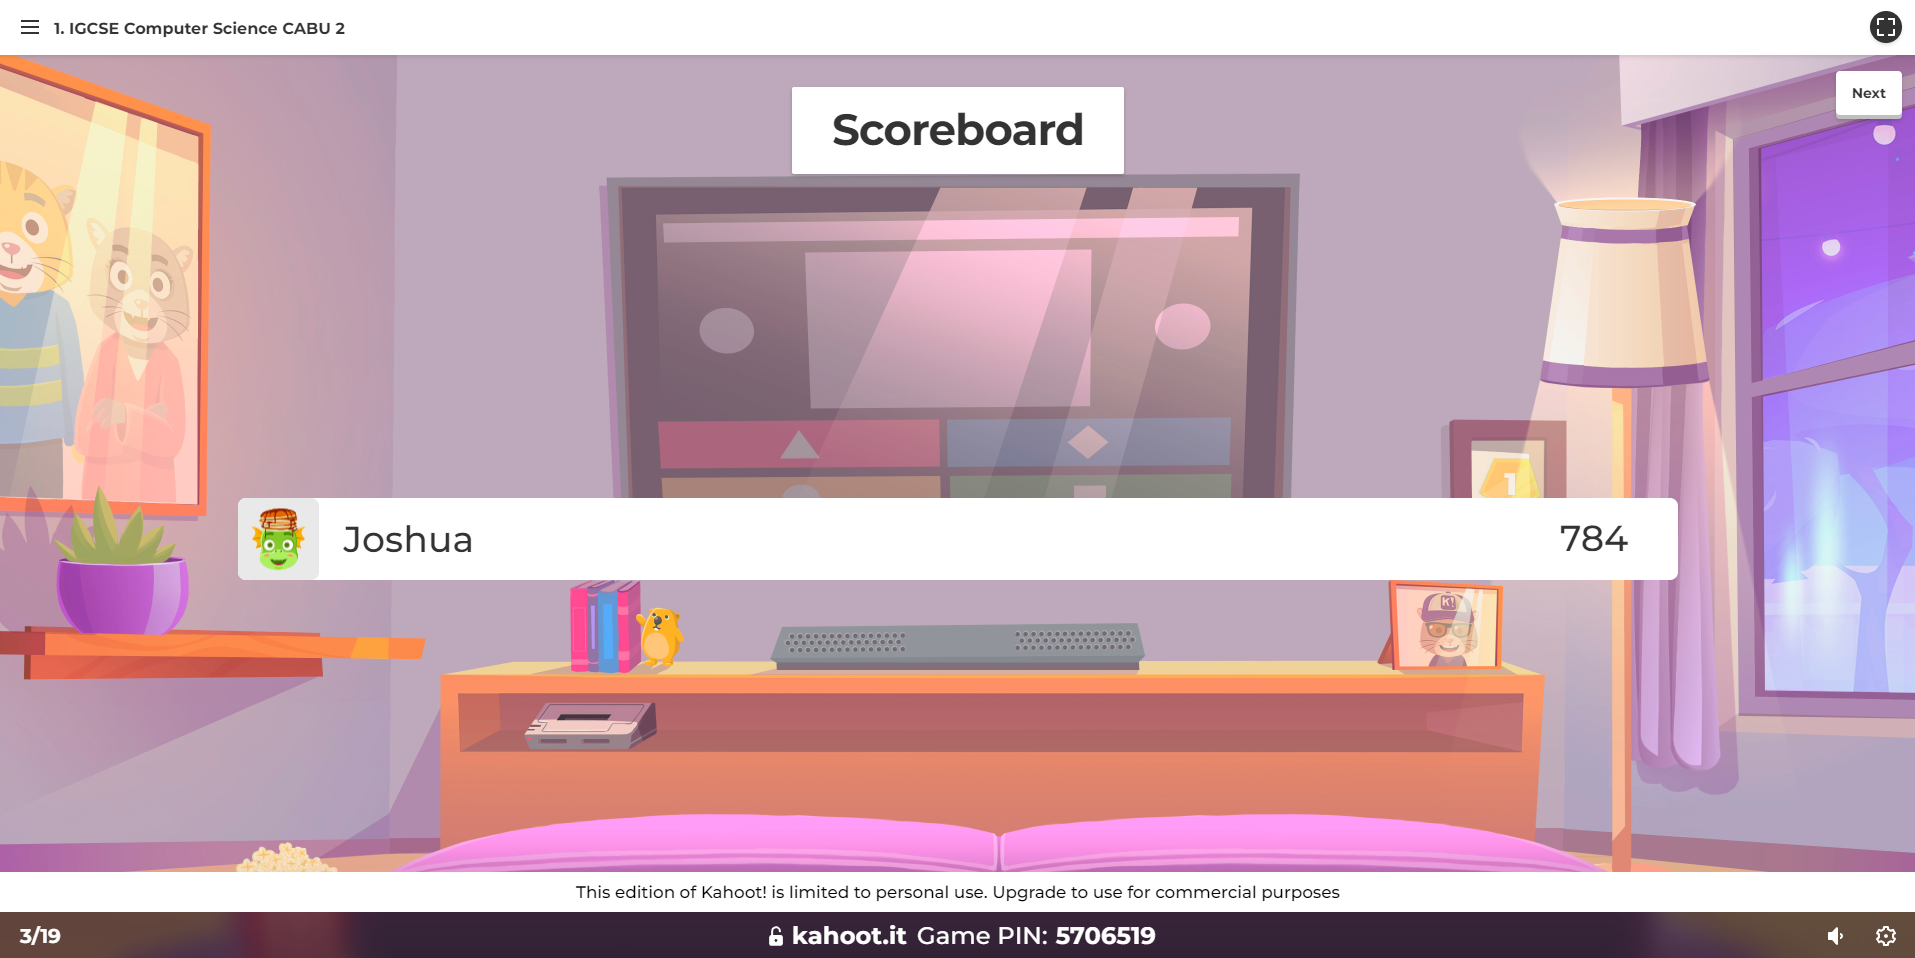 1. IGCSE Computer Science CABU 2
Next
Scoreboard
1
Joshua 784
K!
This edition of Kahoot! is limited to personal use. Upgrade to use for commercial purposes
3/19
kahoot.it Game PIN: 5706519